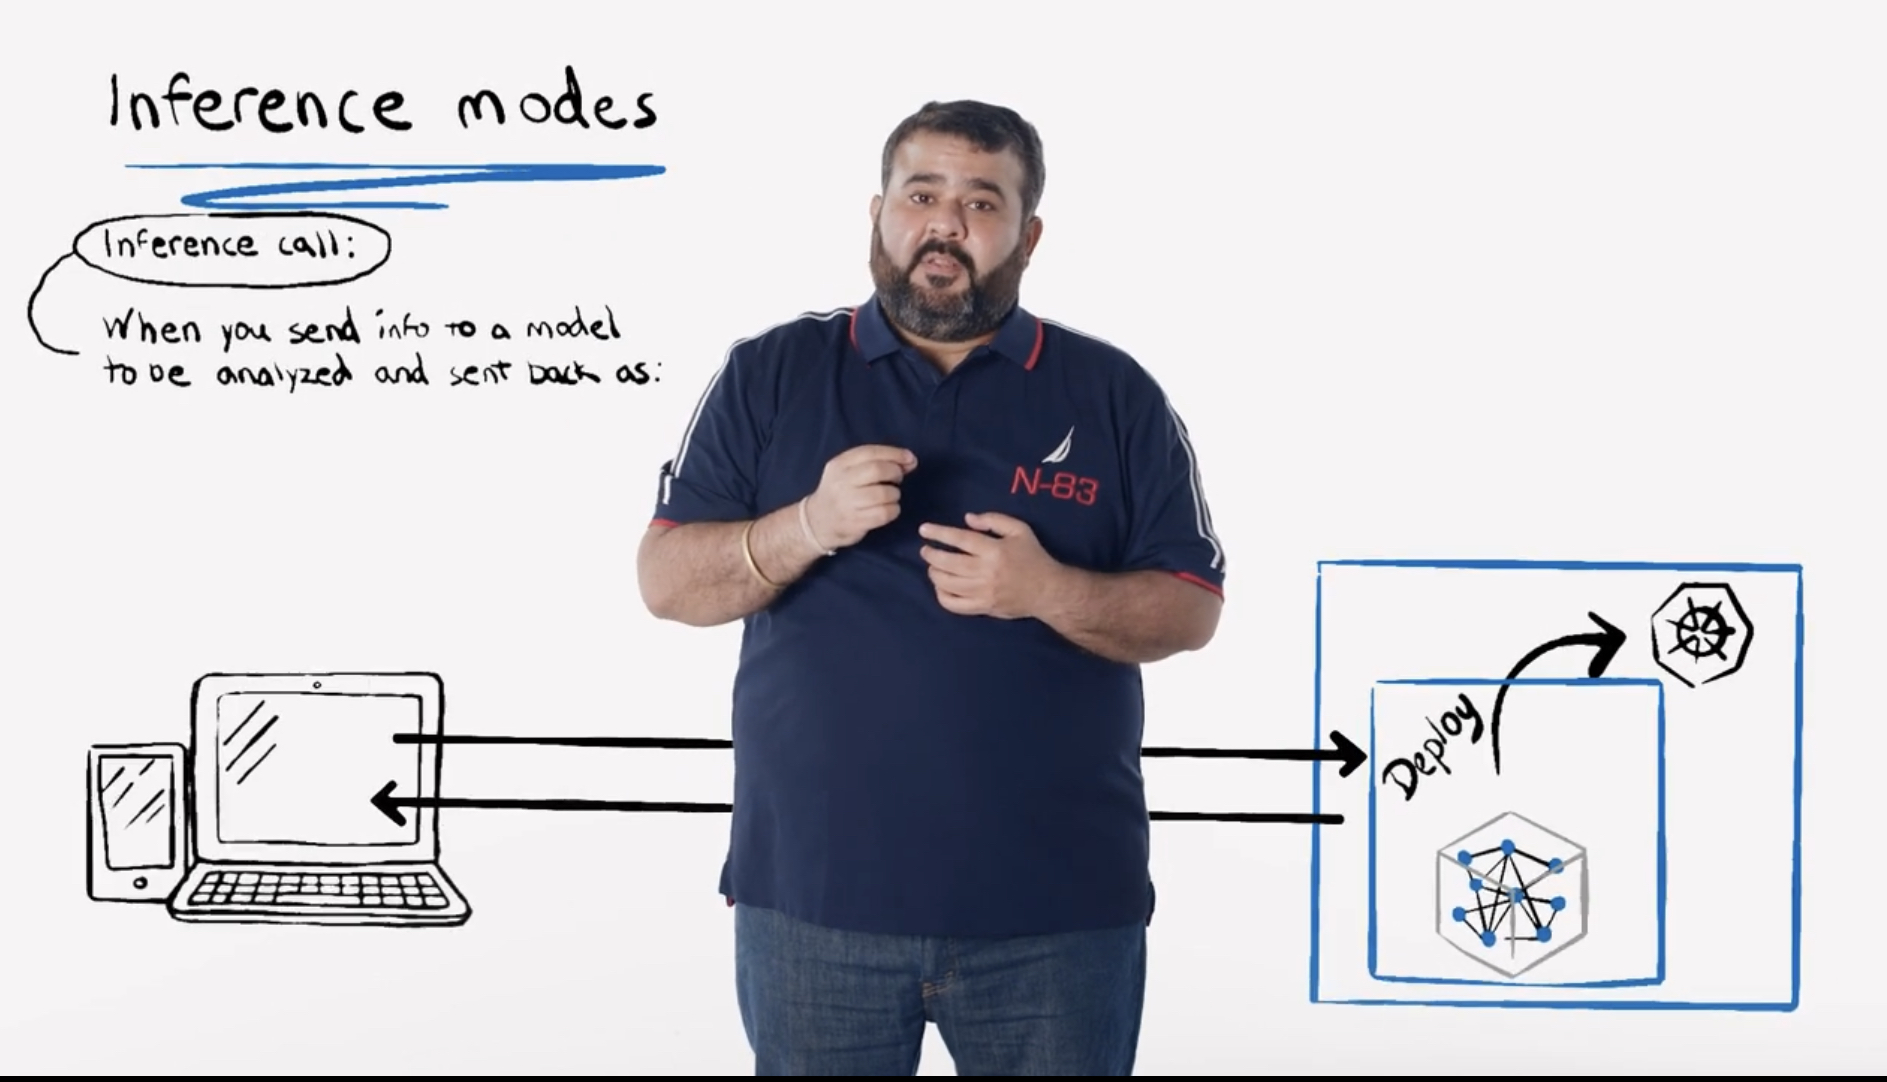 Inference modes
Inference call:
When you send info to a model
to be analyzed and sent back as:
N-83
Deploy